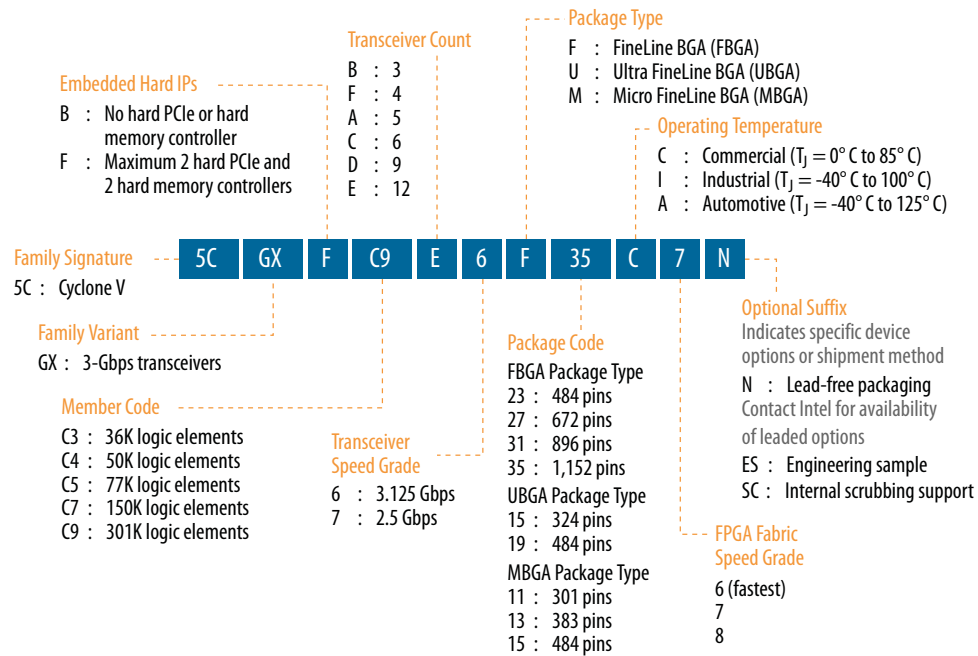 Package Type
F : FineLine BGA (FBGA)
U : Ultra FineLine BGA (UBGA)
M : Micro FineLine BGA (MBGA)
Transceiver Count
B : 3
F : 4
A : 5
C : 6
D : 9
E : 12
Embedded Hard IPs
B : No hard PCIe or hard
memory controller
F : Maximum 2 hard PCIe and
2 hard memory controllers
Operating Temperature
C : Commercial (TJ = 0° C to 85° C)
I : Industrial (TJ = -40° C to 100° C)
A : Automotive (TJ = -40° C to 125° C)
Family Signature
5C : Cyclone V
5C GX F C9 E 6 F 35 C 7 N
Family Variant
GX : 3-Gbps transceivers
Member Code
C3 : 36K logic elements
C4 : 50K logic elements
C5 : 77K logic elements
C7 : 150K logic elements
C9 : 301K logic elements
Transceiver
Speed Grade
6 : 3.125 Gbps
7 : 2.5 Gbps
Package Code
FBGA Package Type
23 : 484 pins
27 : 672 pins
31 : 896 pins
35 : 1,152 pins
UBGA Package Type
15 : 324 pins
19 : 484 pins
MBGA Package Type
11 : 301 pins
13 : 383 pins
15 : 484 pins
Optional Suffix
Indicates specific device
options or shipment method
N : Lead-free packaging
Contact Intel for availability
of leaded options
ES : Engineering sample
SC : Internal scrubbing support
FPGA Fabric
Speed Grade
6 (fastest)
7
8